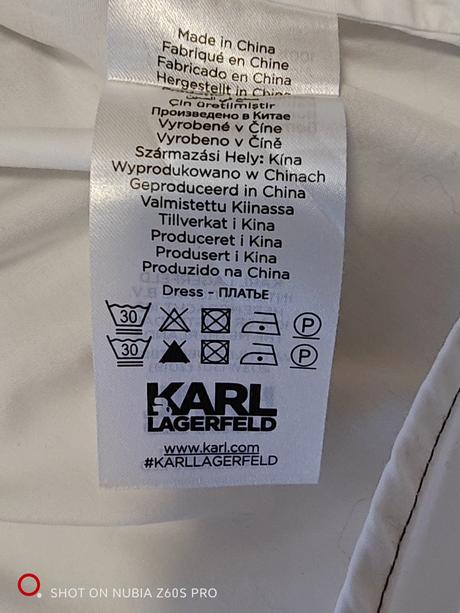 Made in China
Fabriqué en Chine
Fabricado en China
Hergestellt in China
Çin üretilmiştir
Произведено в Китае
Vyrobené v Číne
Vyrobeno v Číně
Származási Hely: Kína
Wyprodukowano w Chinach
Geproduceerd in China
Valmistettu Kiinassa
Tillverkat i Kina
Produceret i Kina
Produsert i Kina
Produzido na China
Dress - ПЛАТЬЕ
30 P
30 P
KARL
LAGERFELD
www.karl.com
#KARLLAGERFELD
SHOT ON NUBIA Z60S PRO